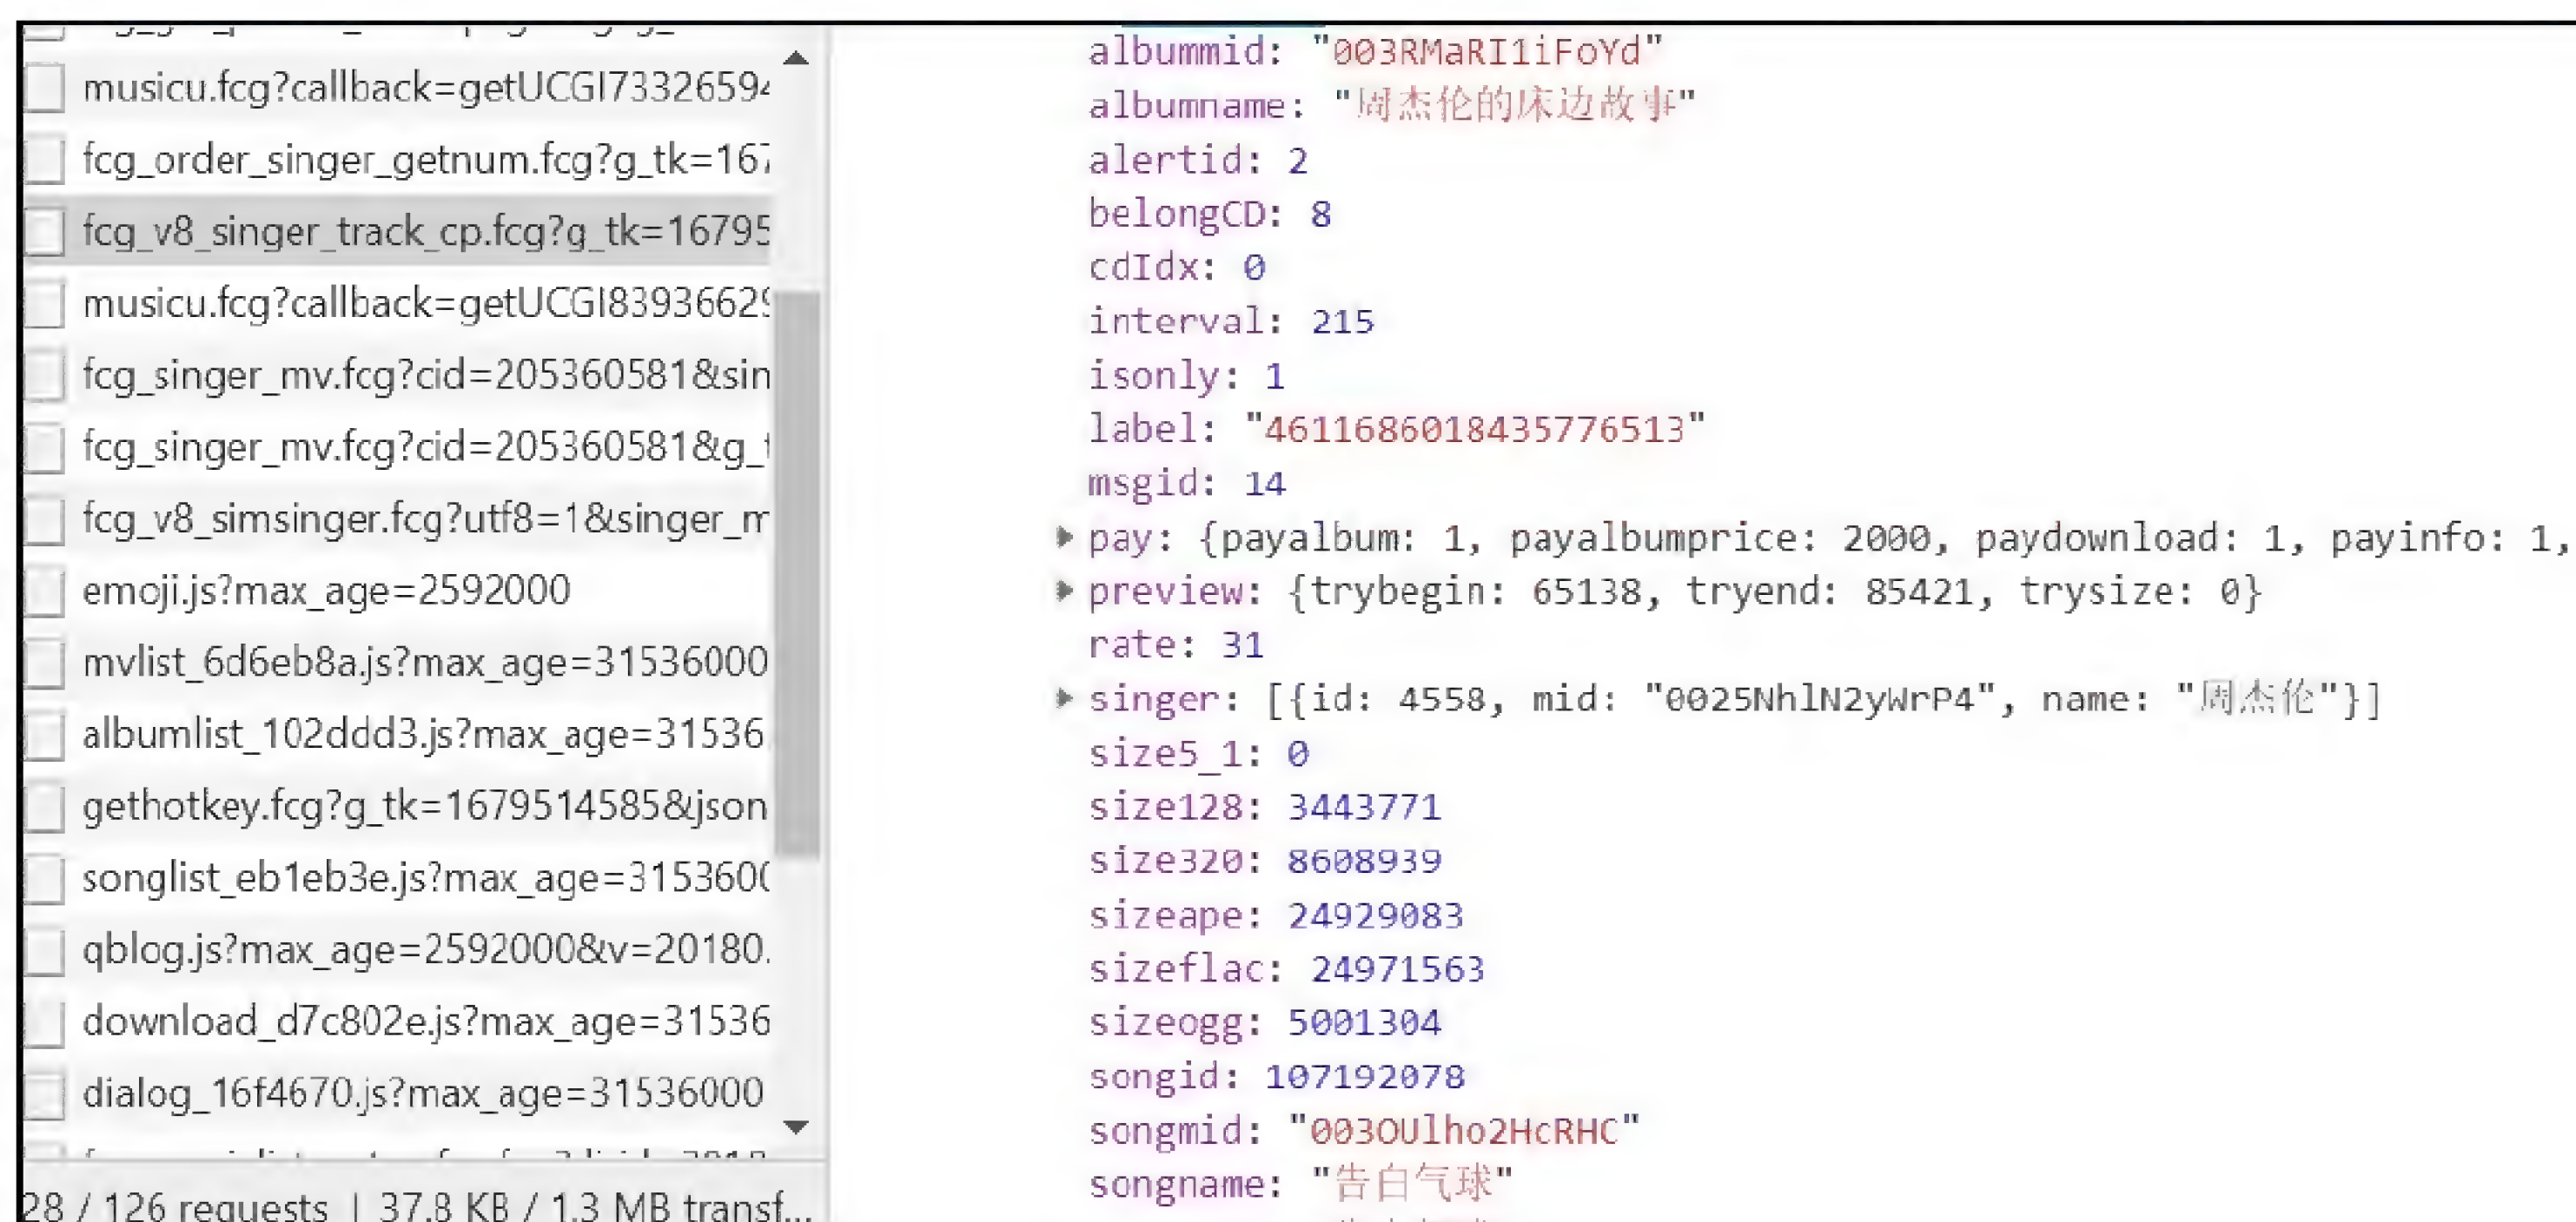 musicu.fcg?callback=getUCGI73326594
fcg_order_singer_getnum.fcg?g_tk=167
fcg_v8_singer_track_cp.fcg?g_tk=16795
musicu.fcg?callback=getUCGI83936629
fcg_singer_mv.fcg?cid=205360581&sin
fcg_singer_mv.fcg?cid=205360581&g_t
fcg_v8_simsinger.fcg?utf8=1&singer_m
emoji.js?max_age=2592000
mvlist_6d6eb8a.js?max_age=31536000
albumlist_102ddd3.js?max_age=31536
gethotkey.fcg?g_tk=1679514585&json
songlist_eb1eb3e.js?max_age=3153600
qblog.js?max_age=2592000&v=20180.
download_d7c802e.js?max_age=31536
dialog_16f4670.js?max_age=31536000
28 / 126 requests | 37.8 KB / 1.3 MB transf...
albummid: "003RMaRI1iFoYd"
albumname: "周杰伦的床边故事"
alertid: 2
belongCD: 8
cdIdx: 0
interval: 215
isonly: 1
label: "4611686018435776513"
msgid: 14
pay: {payalbum: 1, payalbumprice: 2000, paydownload: 1, payinfo: 1,
preview: {trybegin: 65138, tryend: 85421, trysize: 0}
rate: 31
singer: [{id: 4558, mid: "0025NhlN2yWrP4", name: "周杰伦"}]
size5_1: 0
size128: 3443771
size320: 8608939
sizeape: 24929083
sizeflac: 24971563
sizeogg: 5001304
songid: 107192078
songmid: "003OUlho2HcRHC"
songname: "告白气球"